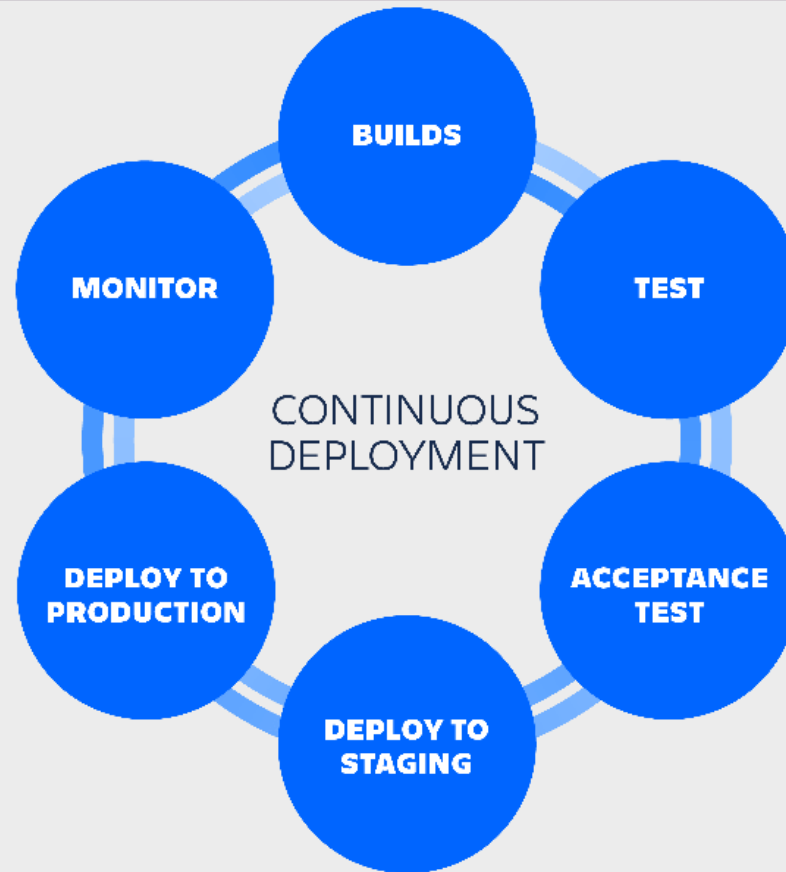 BUILDS
TEST
ACCEPTANCE
TEST
DEPLOY TO
STAGING
DEPLOY TO
PRODUCTION
MONITOR
CONTINUOUS
DEPLOYMENT